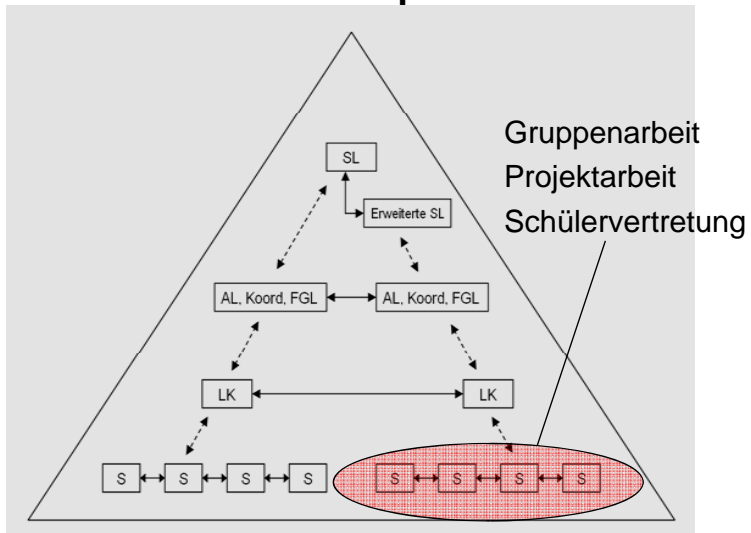 SL
Erweiterte SL
Gruppenarbeit
Projektarbeit
Schülervertretung
AL, Koord, FGL AL, Koord, FGL
LK LK
S S S S S S S S